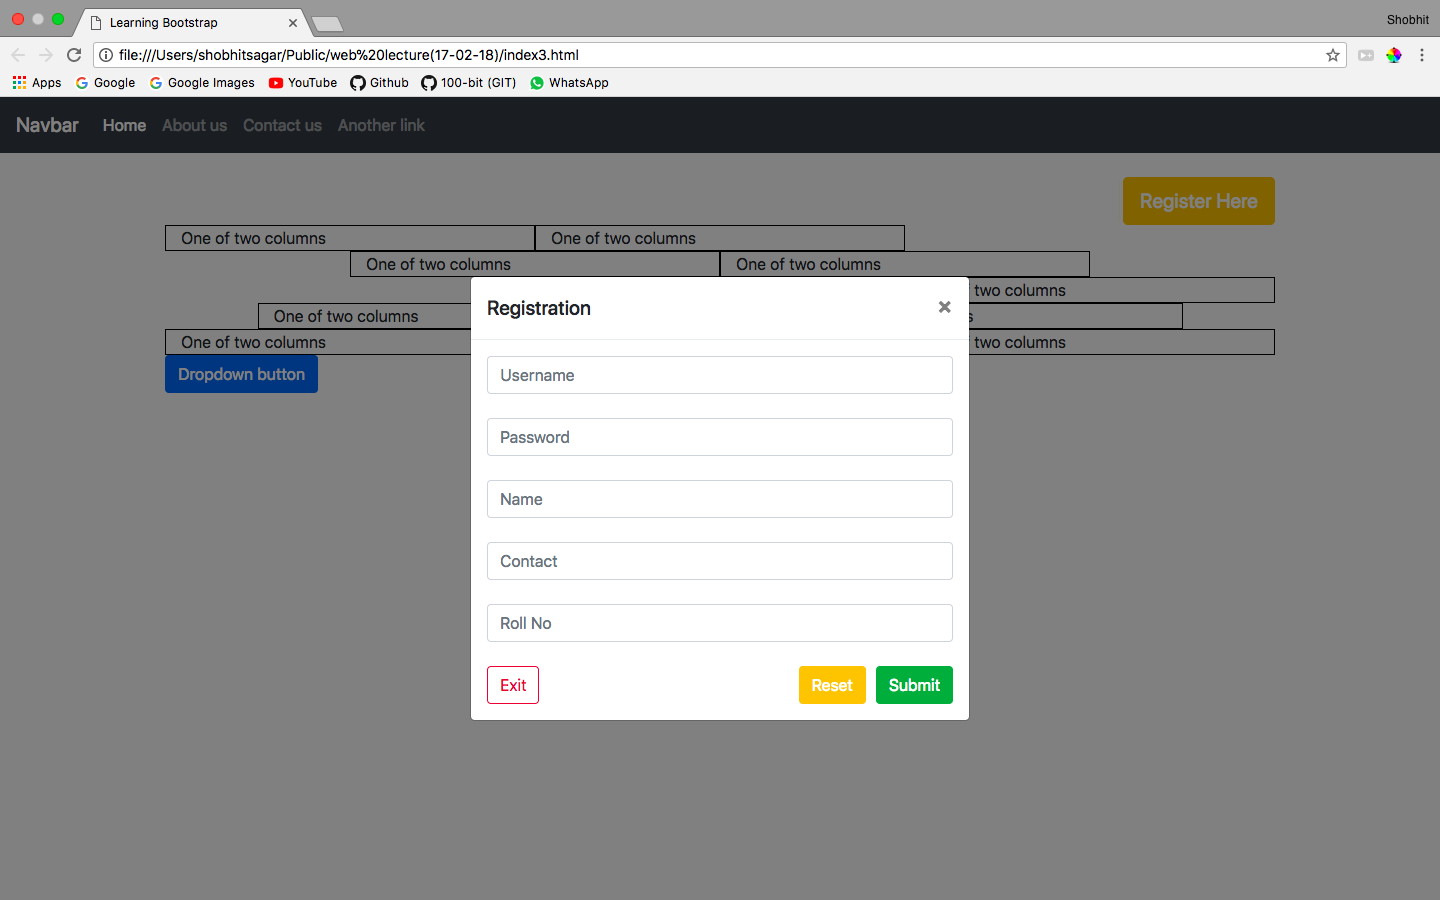 Learning Bootstrap
Shobhit
file:///Users/shobhitsagar/Public/web%20lecture(17-02-18)/index3.html
Apps Google Google Images YouTube Github 100-bit (GIT) WhatsApp
Navbar Home About us Contact us Another link
Register Here
One of two columns One of two columns
One of two columns One of two columns
two columns
One of two columns s
One of two columns two columns
Dropdown button
Registration ×
Username
Password
Name
Contact
Roll No
Exit Reset Submit